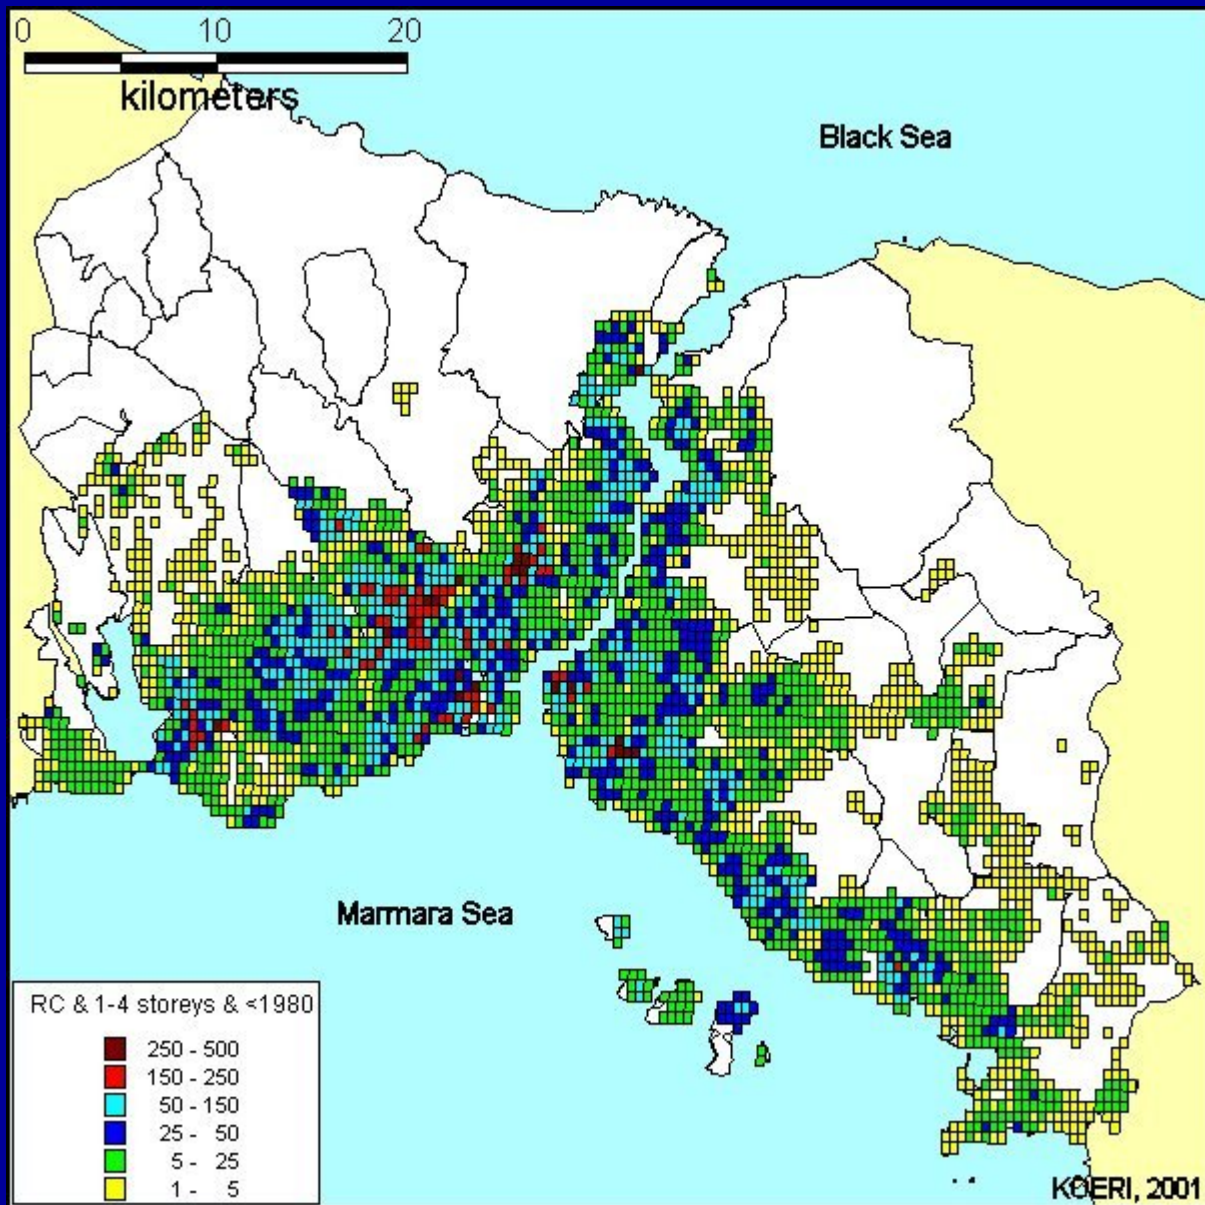 0 10 20
kilometers
Black Sea
Marmara Sea
RC & 1-4 storeys & <1980
250 - 500
150 - 250
50 - 150
25 - 50
5 - 25
1 - 5
KOERI, 2001